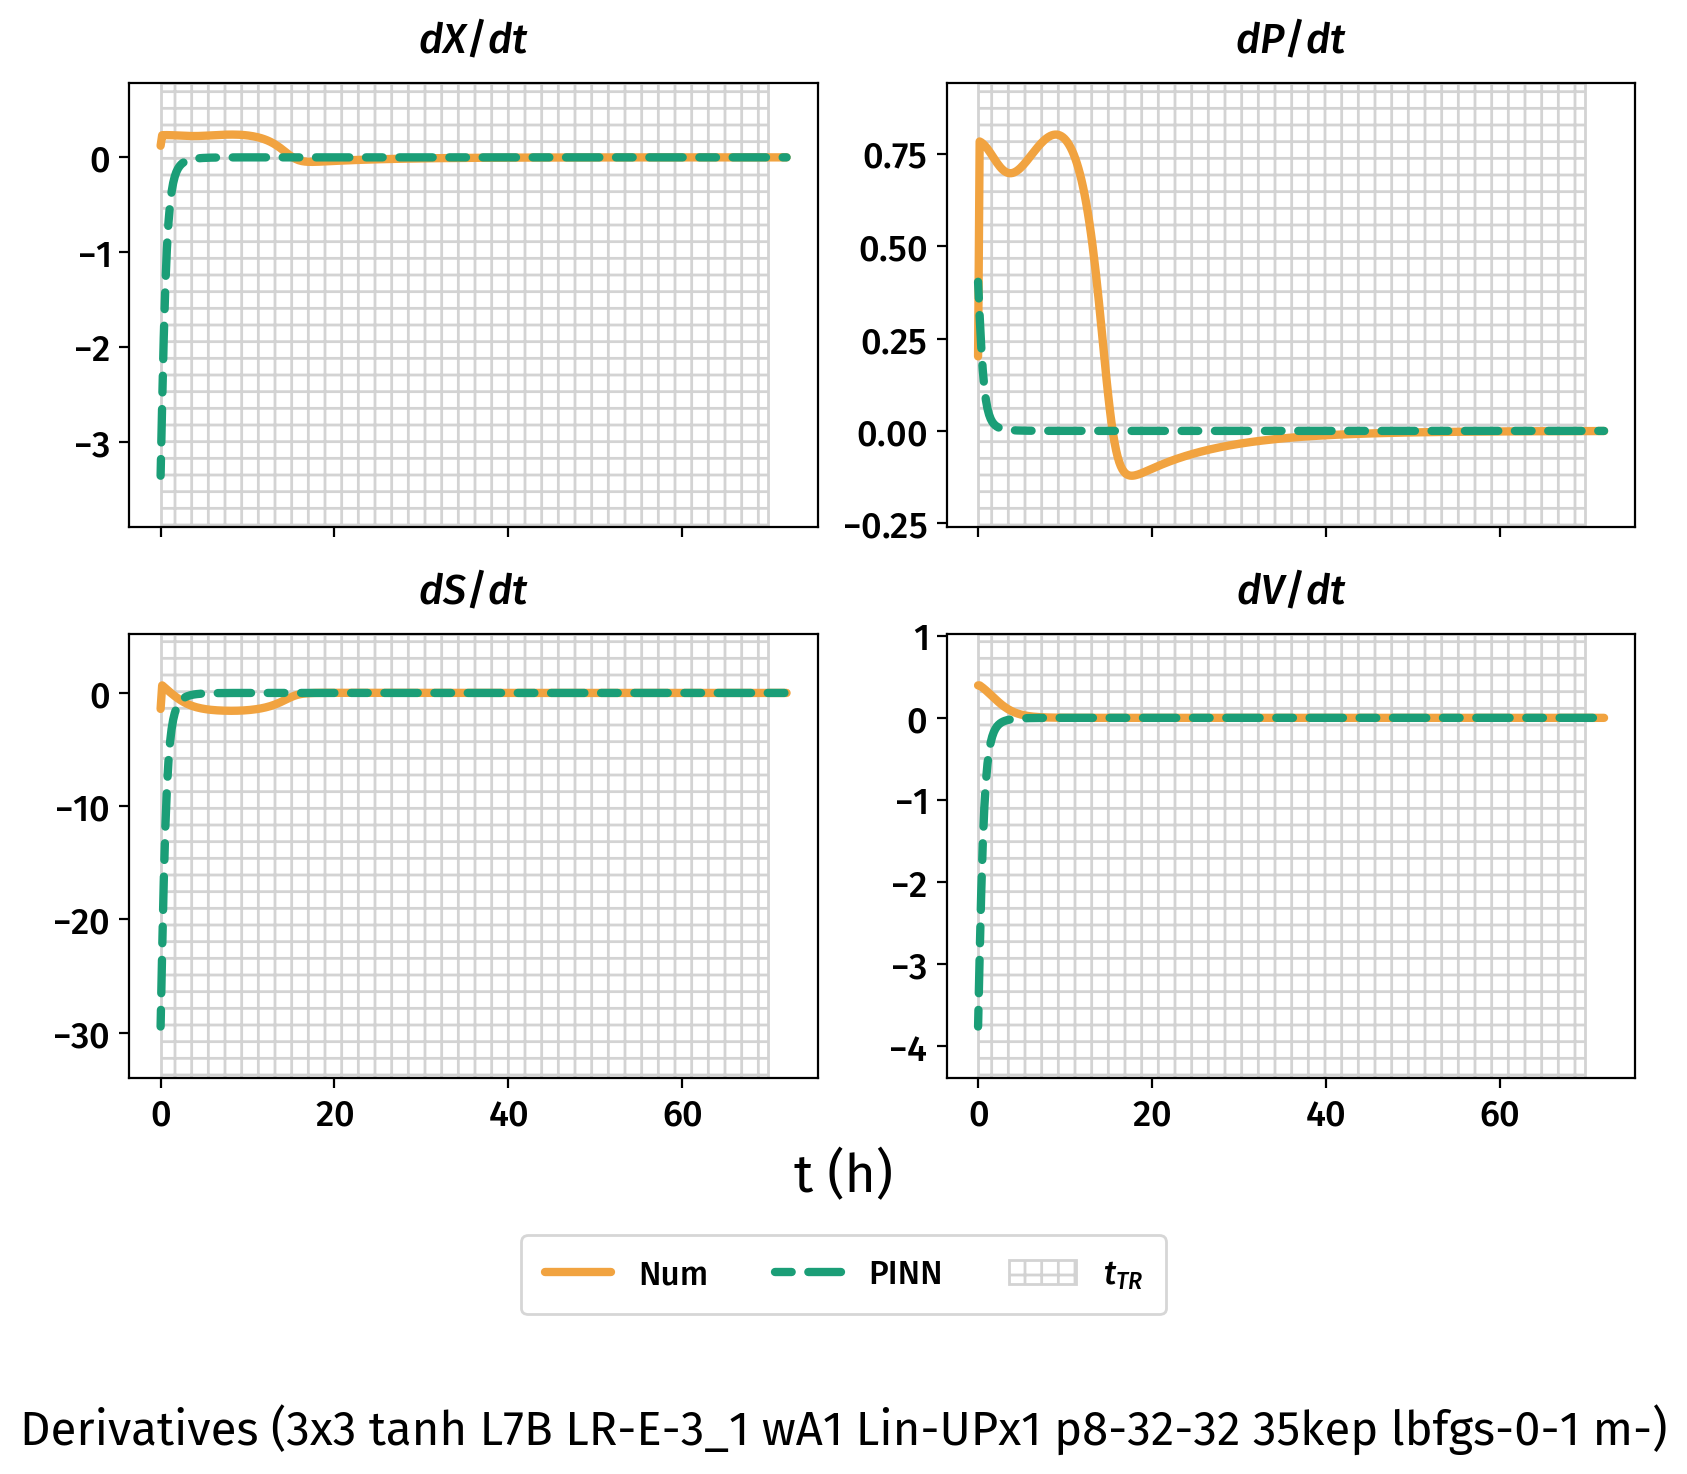 dX/dt
dP/dt
0
−1
−2
−3
0.75
0.50
0.25
0.00
−0.25
dS/dt
dV/dt
0
−10
−20
−30
1
0
−1
−2
−3
−4
0 20 40 60
0 20 40 60
t (h)
Num PINN tTR
Derivatives (3x3 tanh L7B LR-E-3_1 wA1 Lin-UPx1 p8-32-32 35kep lbfgs-0-1 m-)